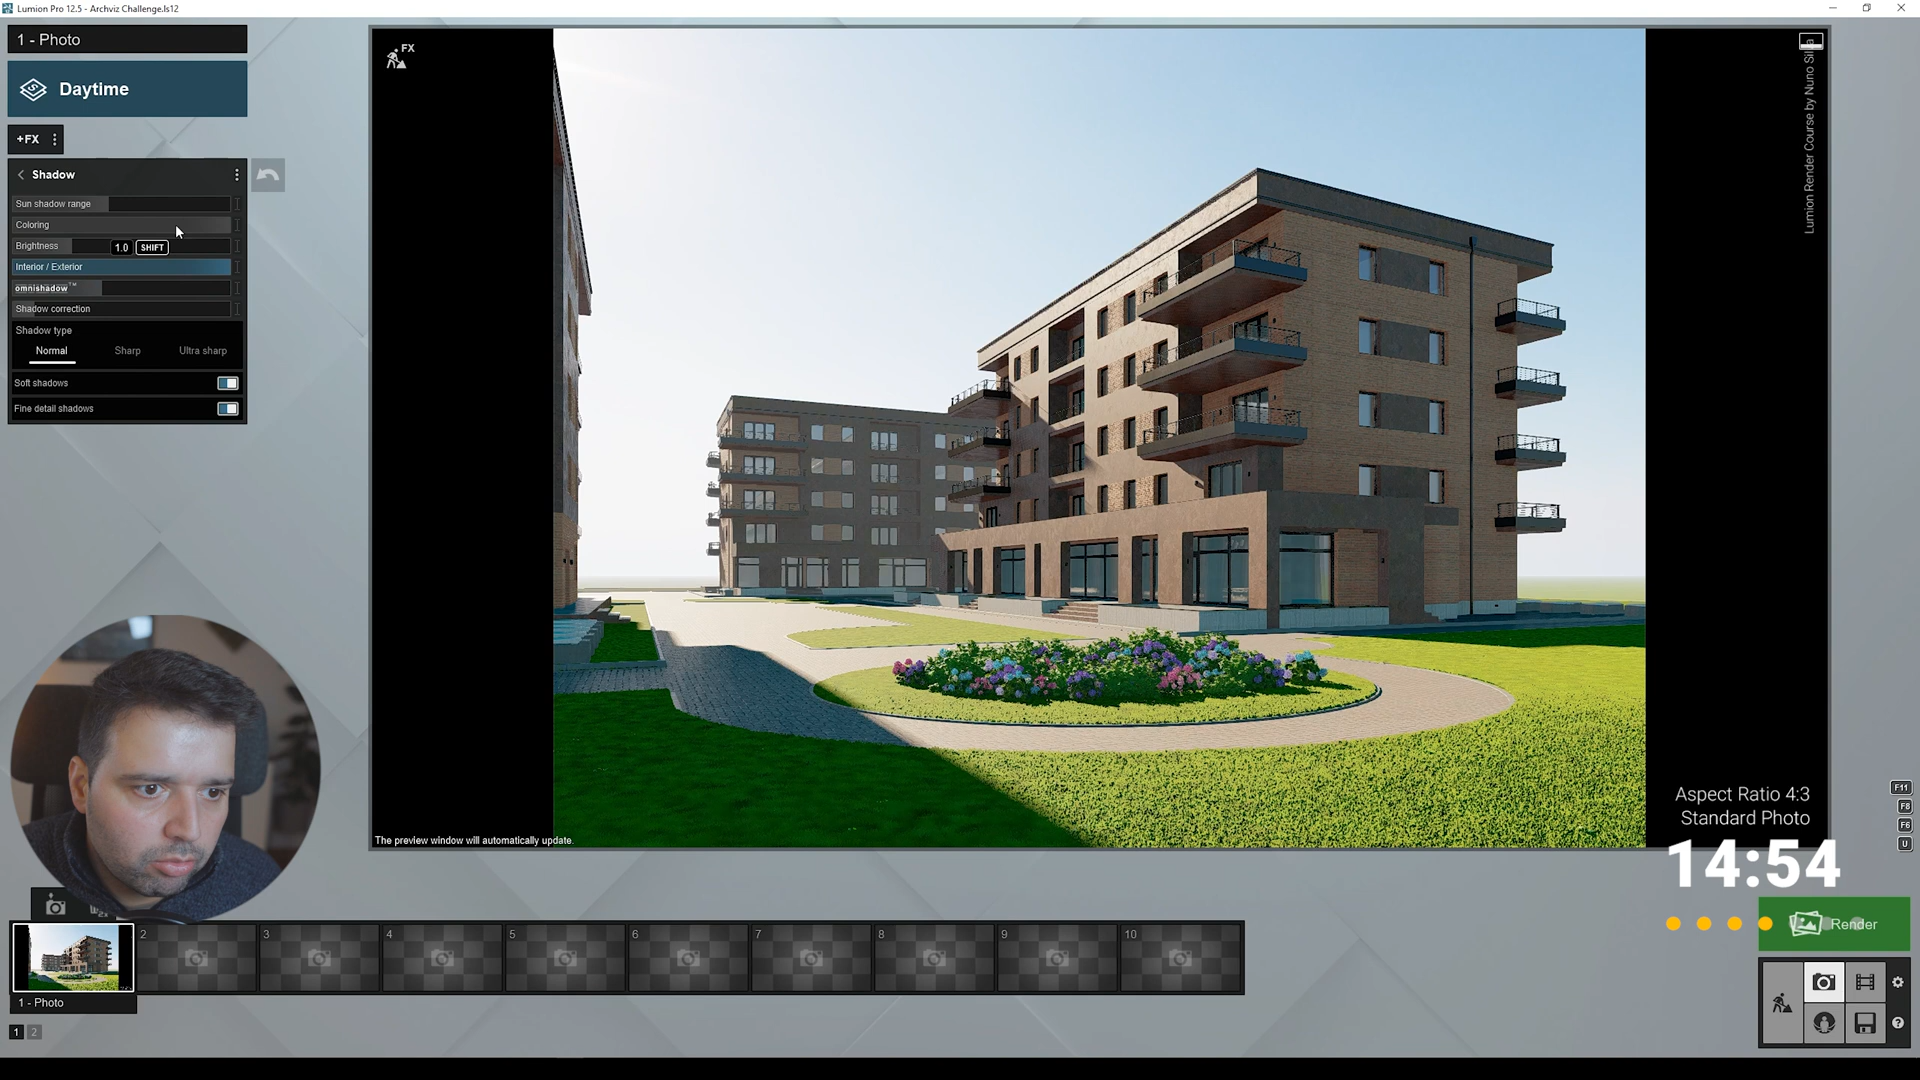 Lumion Pro 12.5 - Archviz Challenge.ls12
1 - Photo
Daytime
+FX
Shadow
Sun shadow range
Coloring
Brightness
1.0 SHIFT
Interior / Exterior
omnishadow™
Shadow correction
Shadow type
Normal Sharp Ultra sharp
Soft shadows
Fine detail shadows
FX
Lumion Render Course by Nuno Silva
The preview window will automatically update.
Aspect Ratio 4:3
Standard Photo
14:54
F11
F8
F6
U
Render
2 3 4 5 6 7 8 9 10
1 - Photo
1 2
?